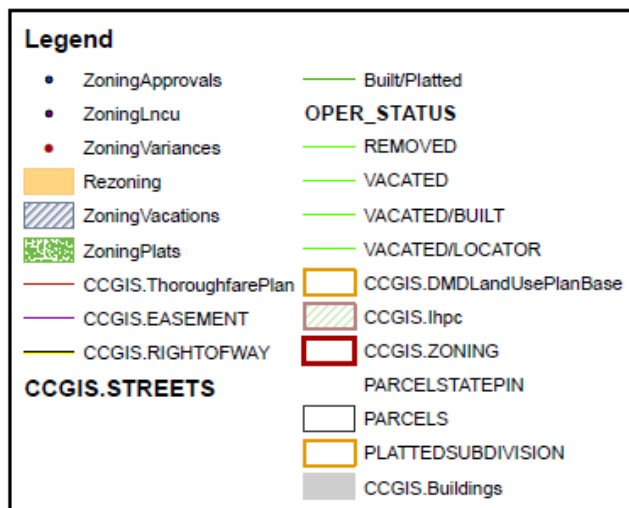 Legend
ZoningApprovals
ZoningLncu
ZoningVariances
Rezoning
ZoningVacations
ZoningPlats
CCGIS.ThoroughfarePlan
CCGIS.EASEMENT
CCGIS.RIGHTOFWAY
CCGIS.STREETS
Built/Platted
OPER_STATUS
REMOVED
VACATED
VACATED/BUILT
VACATED/LOCATOR
CCGIS.DMDLandUsePlanBase
CCGIS.Ihpc
CCGIS.ZONING
PARCELSTATEPIN
PARCELS
PLATTEDSUBDIVISION
CCGIS.Buildings